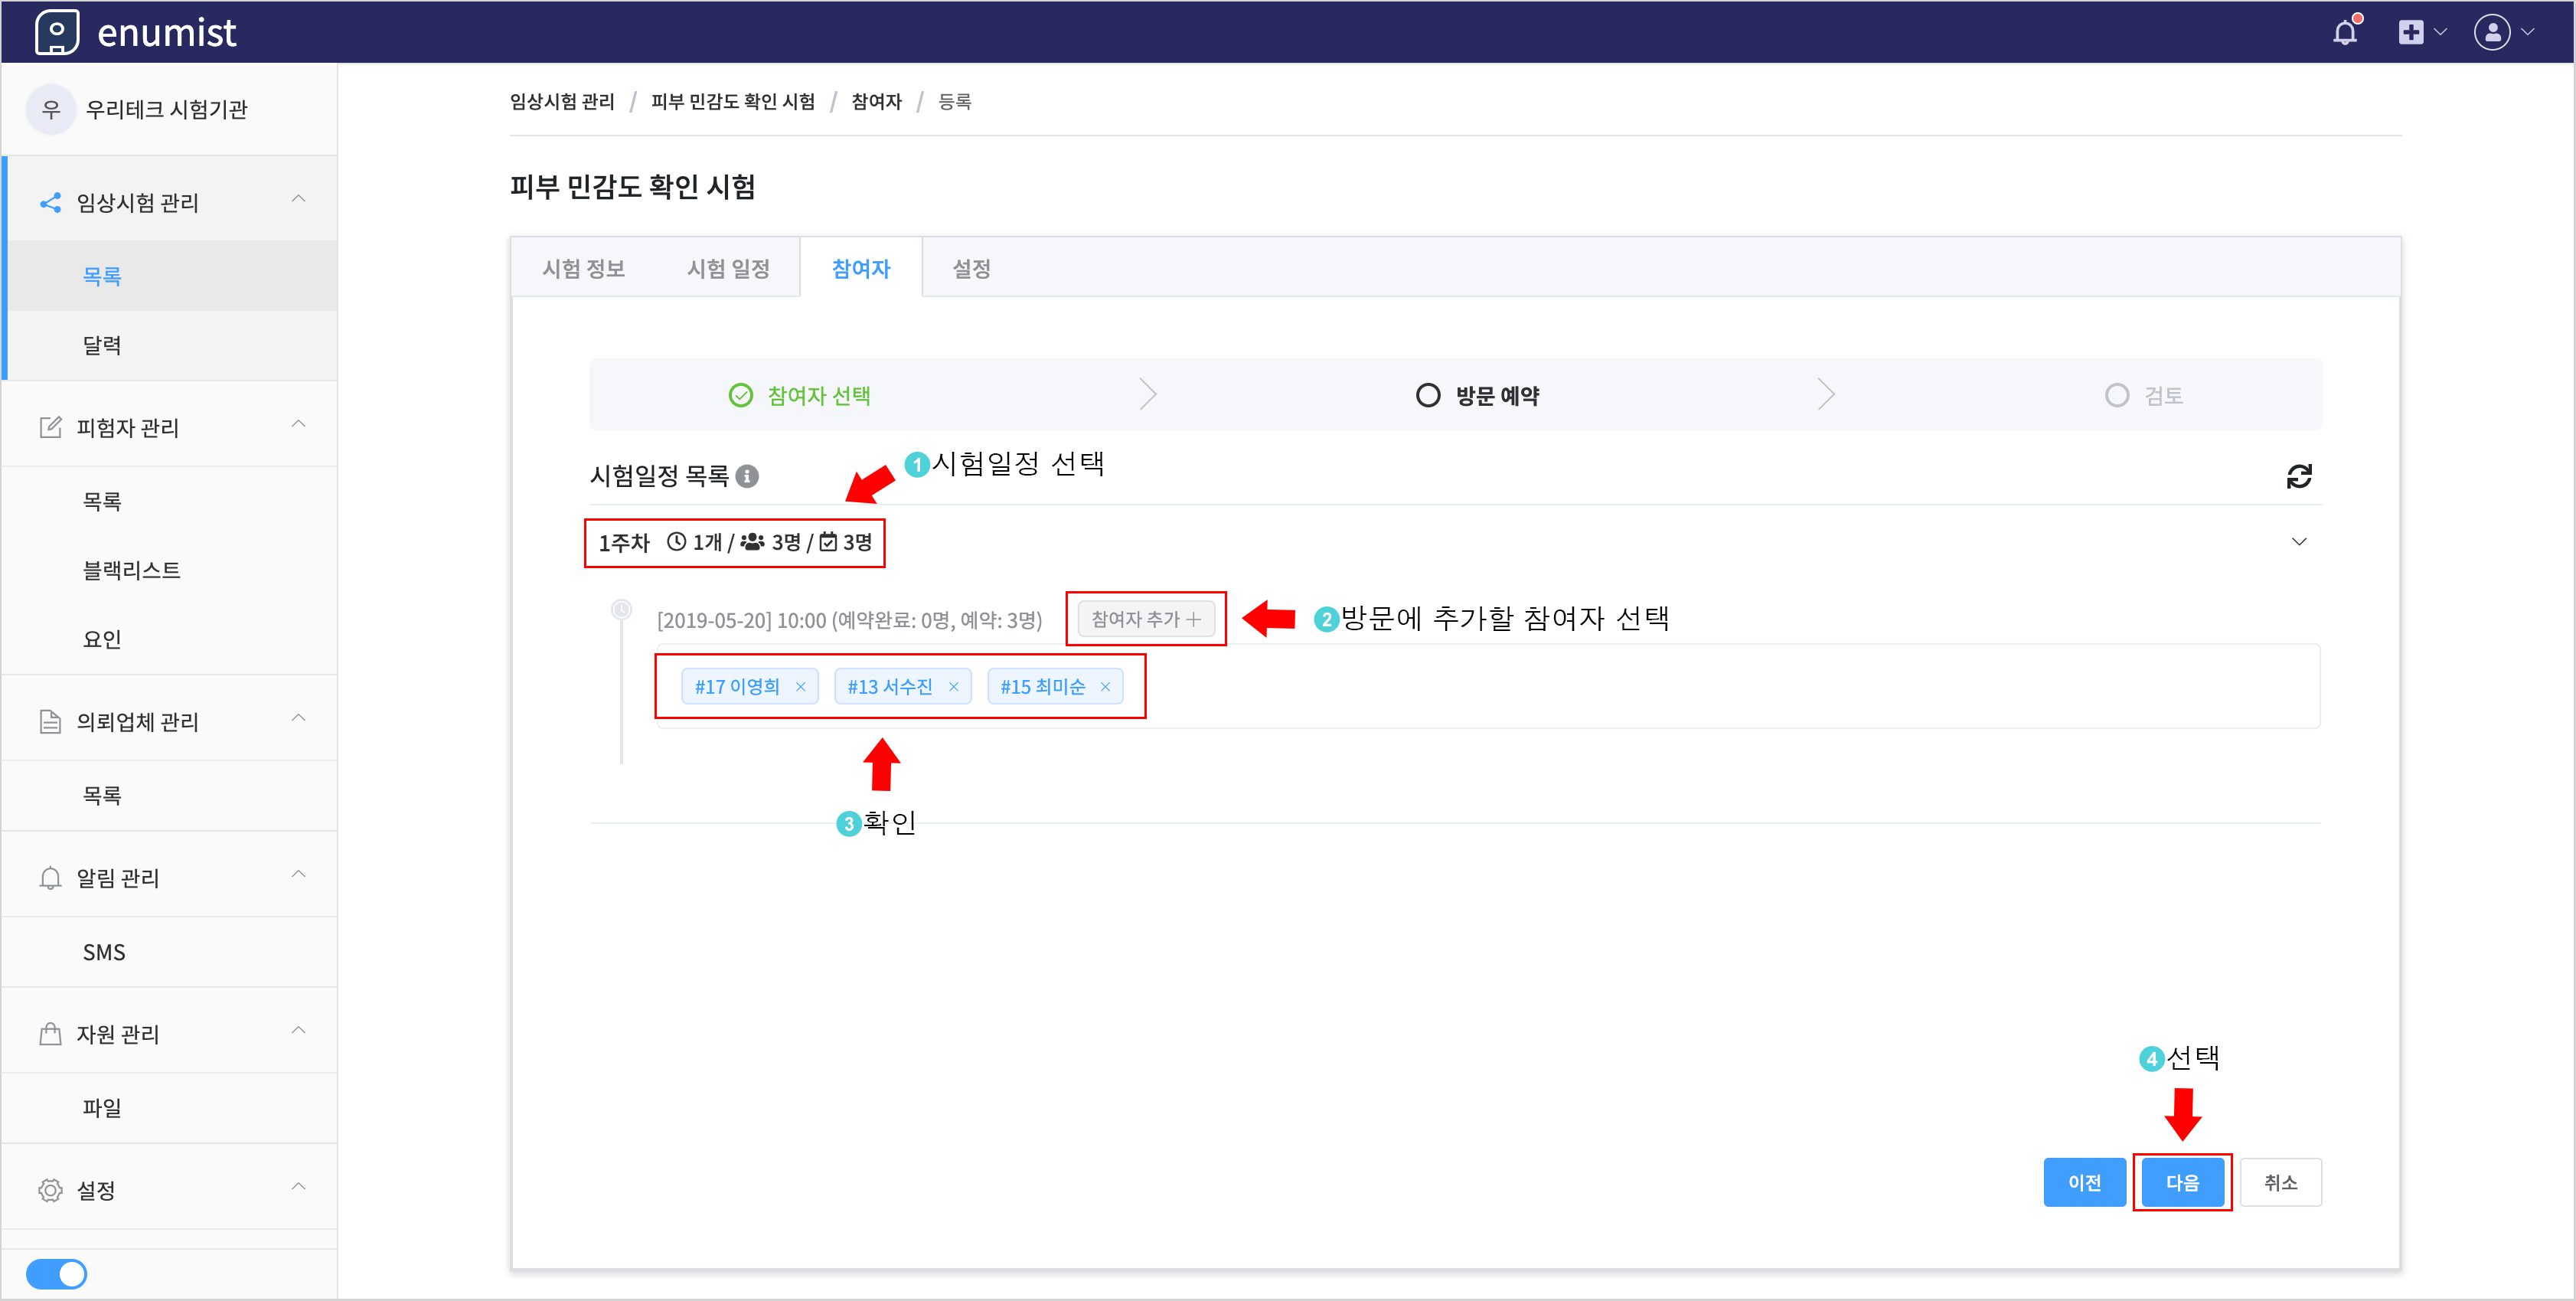 enumist
우 우리테크 시험기관
임상시험 관리
목록
달력
피험자 관리
목록
블랙리스트
요인
의뢰업체 관리
목록
알림 관리
SMS
자원 관리
파일
설정
임상시험 관리 / 피부 민감도 확인 시험 / 참여자 / 등록
피부 민감도 확인 시험
시험 정보 시험 일정 참여자 설정
참여자 선택 방문 예약 검토
1 시험일정 선택
시험일정 목록
1주차 1개 / 3명 / 3명
[2019-05-20] 10:00 (예약완료: 0명, 예약: 3명) 참여자 추가 +
2 방문에 추가할 참여자 선택
#17 이영희 × #13 서수진 × #15 최미순 ×
3 확인
4 선택
이전 다음 취소